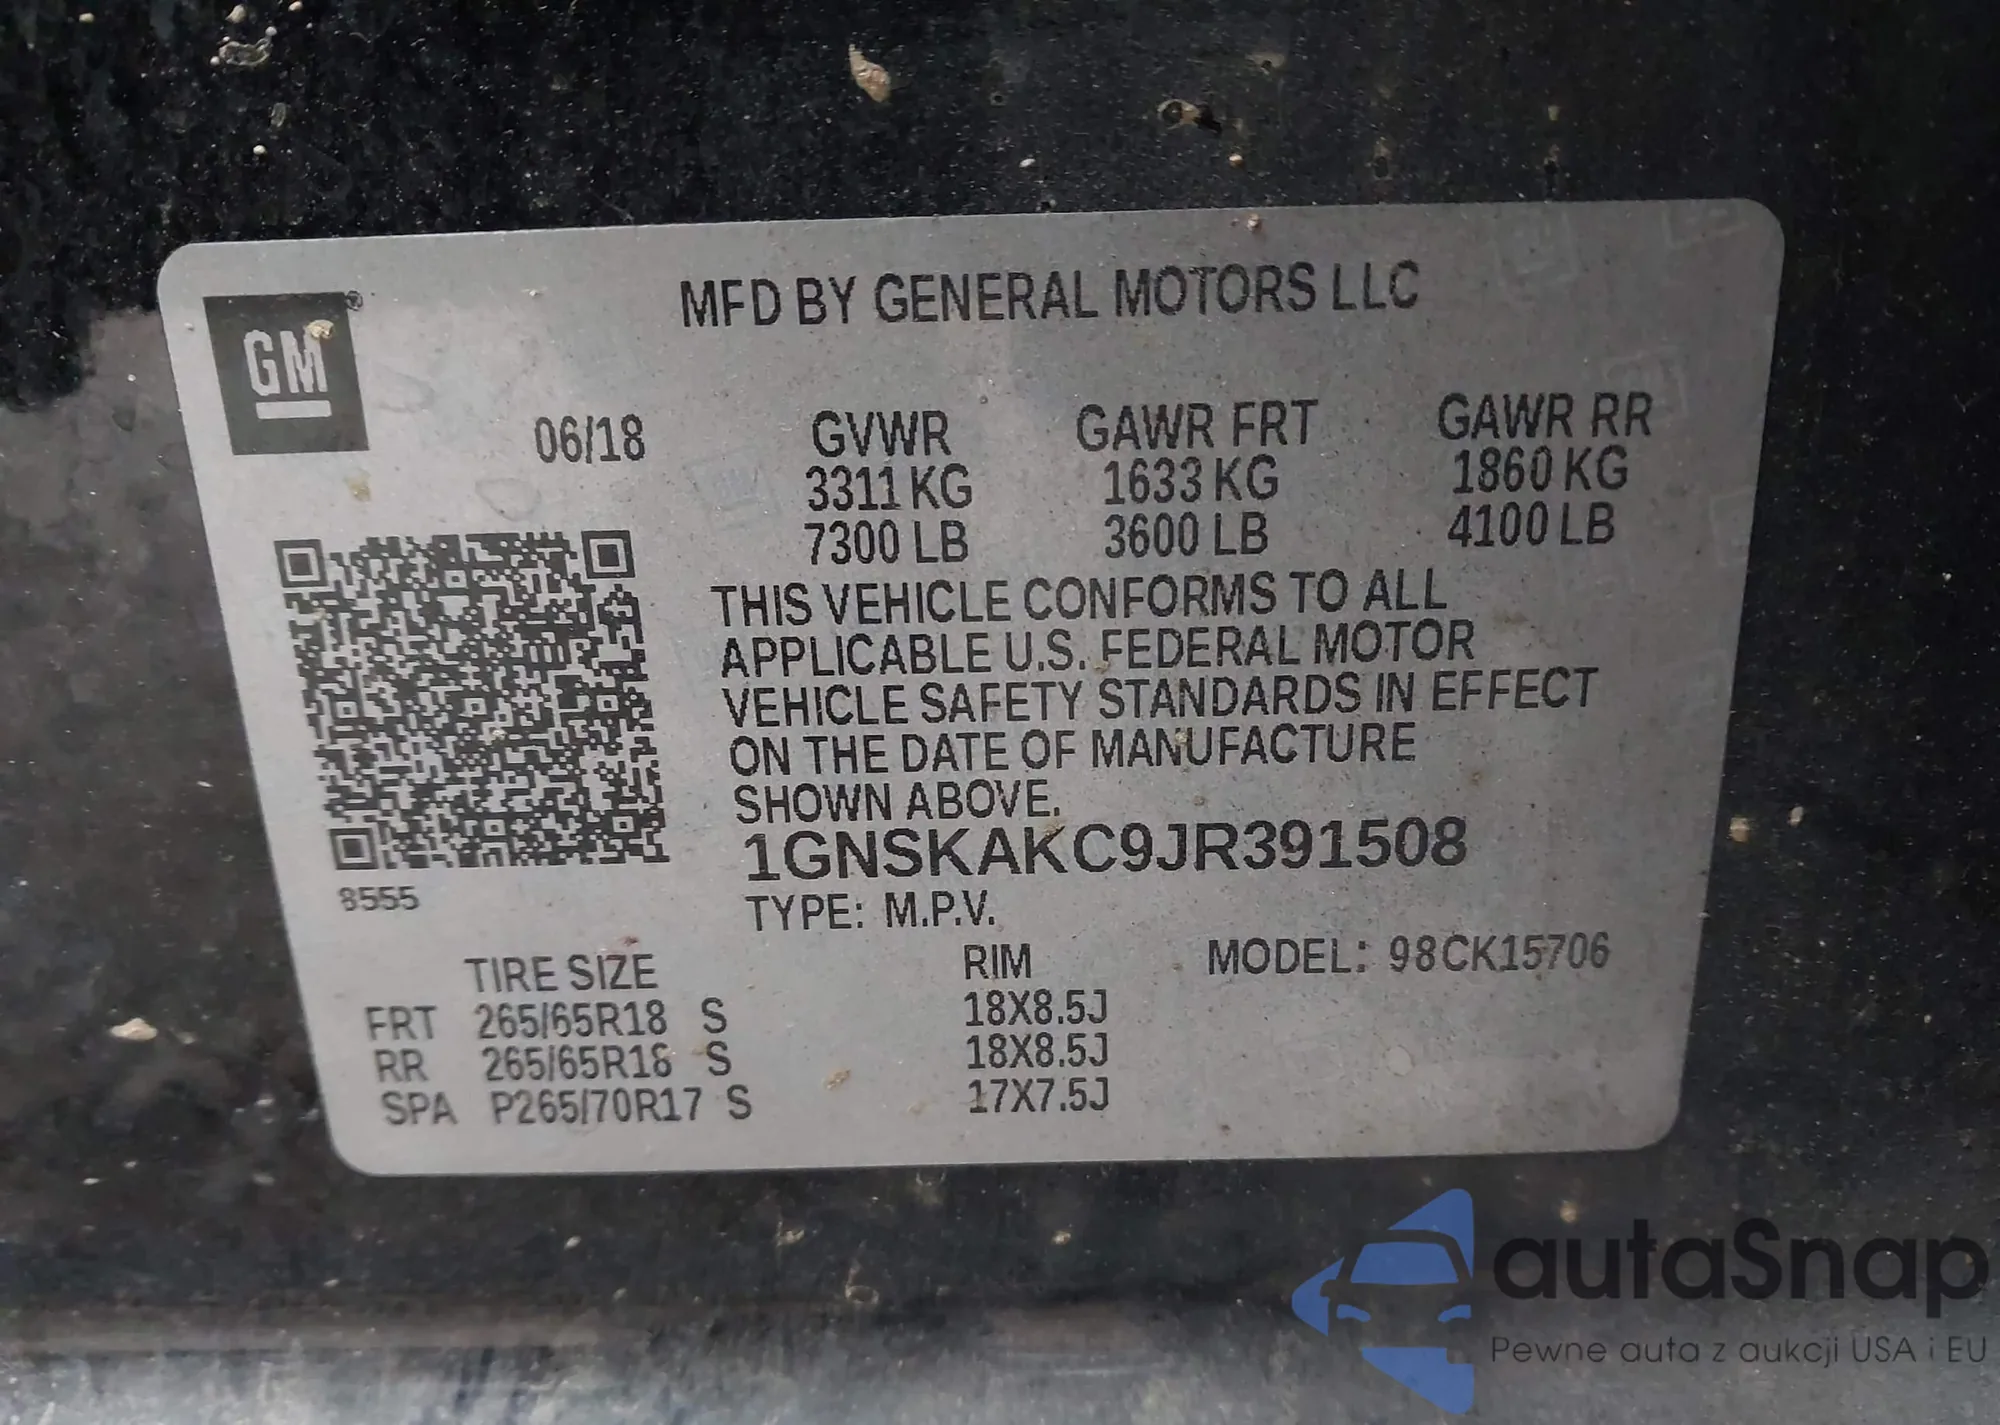 MFD BY GENERAL MOTORS LLC
GM®
06/18 GVWR GAWR FRT GAWR RR
3311 KG 1633 KG 1860 KG
7300 LB 3600 LB 4100 LB
THIS VEHICLE CONFORMS TO ALL
APPLICABLE U.S. FEDERAL MOTOR
VEHICLE SAFETY STANDARDS IN EFFECT
ON THE DATE OF MANUFACTURE
SHOWN ABOVE.
1GNSKAKC9JR391508
8555
TYPE: M.P.V.
TIRE SIZE RIM MODEL: 98CK15706
FRT 265/65R18 S 18X8.5J
RR 265/65R18 S 18X8.5J
SPA P265/70R17 S 17X7.5J
autaSnap
Pewne auta z aukcji USA i EU